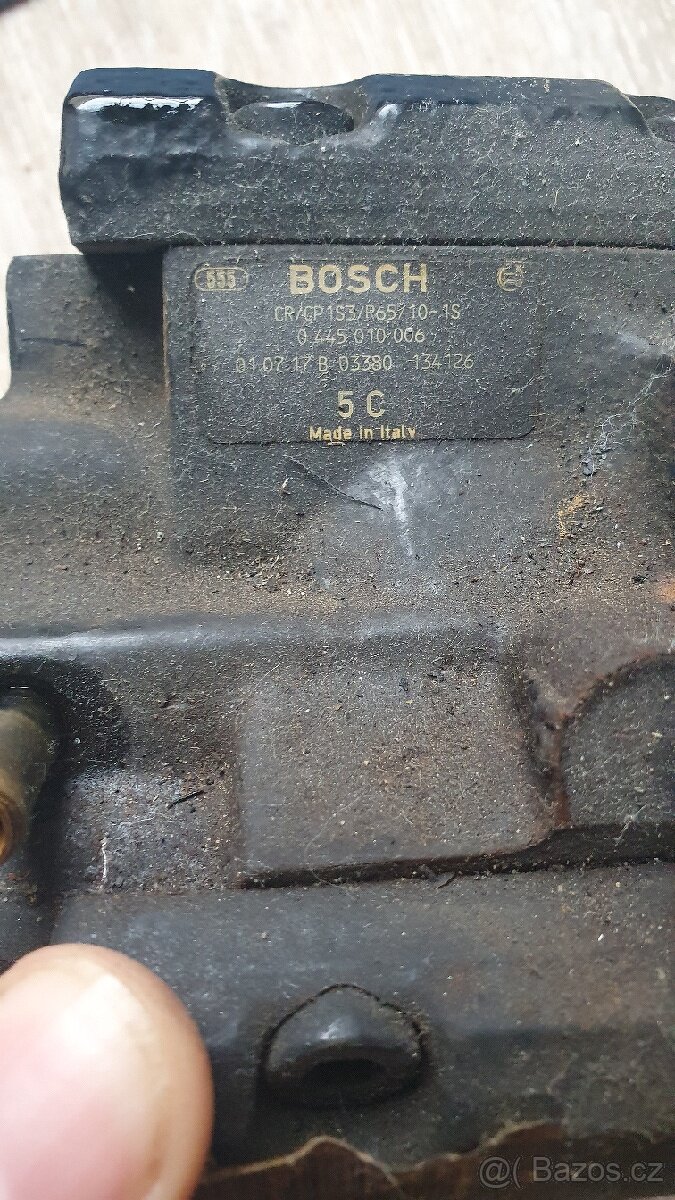 555 BOSCH
CR/CP1S3/R65/10-1S
0 445 010 006
01 07 17 B 03380 134126
5 C
Made in Italy
@( Bazos.cz